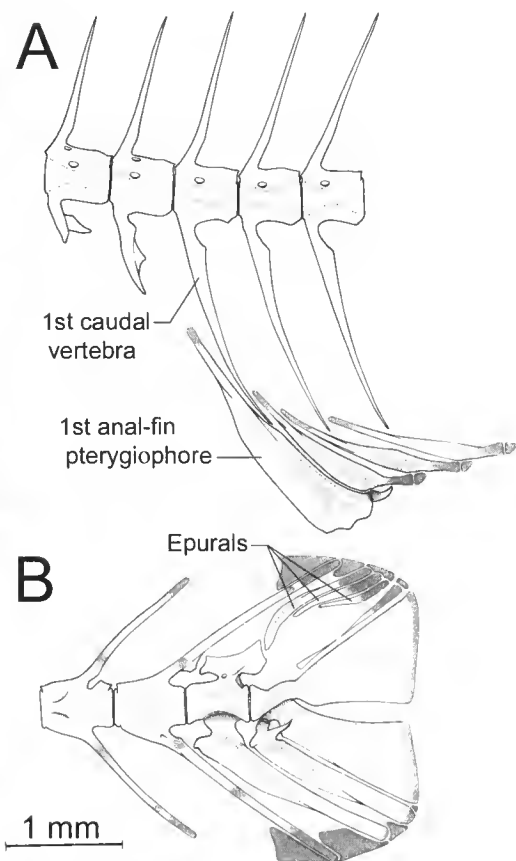 A
1st caudal
vertebra
1st anal-fin
pterygiophore
Epurals
B
1 mm